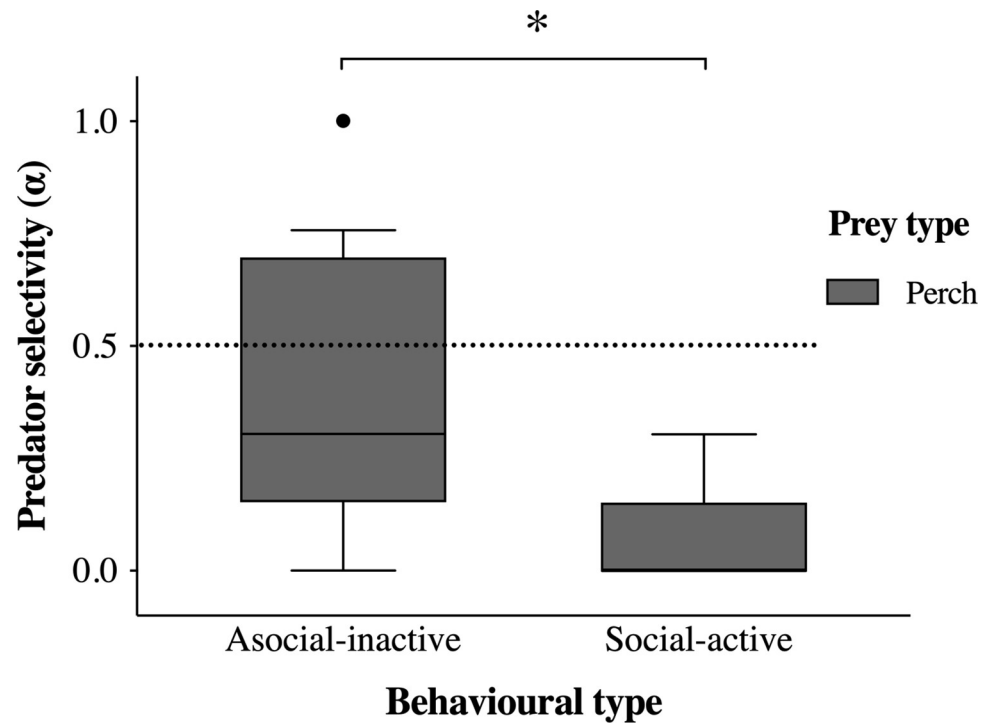 *
Predator selectivity (α)
1.0
0.5
0.0
Prey type
Perch
Asocial-inactive
Social-active
Behavioural type